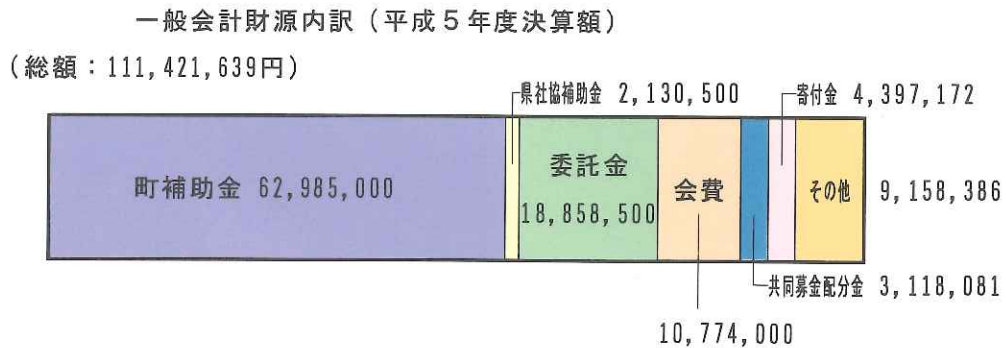 一般会計財源内訳（平成５年度決算額）
（総額：111,421,639円）
県社協補助金 2,130,500
寄付金 4,397,172
町補助金 62,985,000
委託金
18,858,500
会費
その他
9,158,386
共同募金配分金 3,118,081
10,774,000